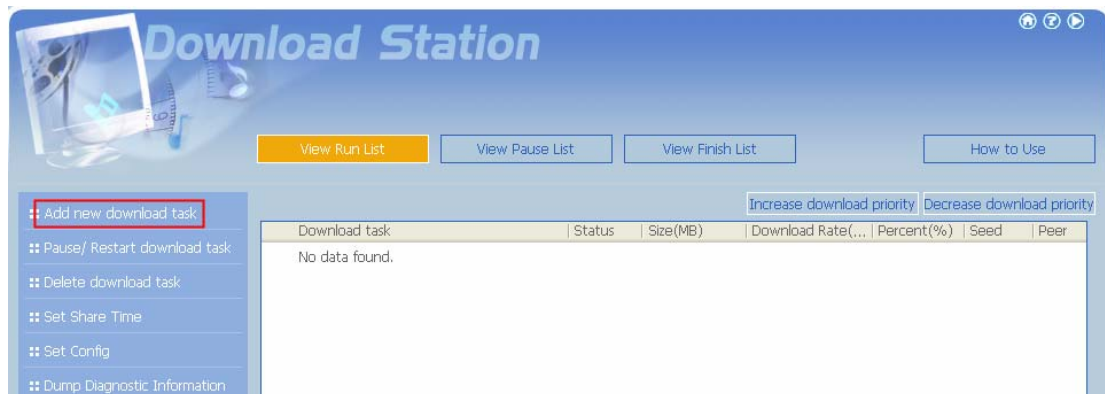 Download Station
View Run List
View Pause List
View Finish List
How to Use
Add new download task
Pause/ Restart download task
Delete download task
Set Share Time
Set Config
Dump Diagnostic Information
Increase download priority
Decrease download priority
Download task
Status
Size(MB)
Download Rate(...
Percent(%)
Seed
Peer
No data found.